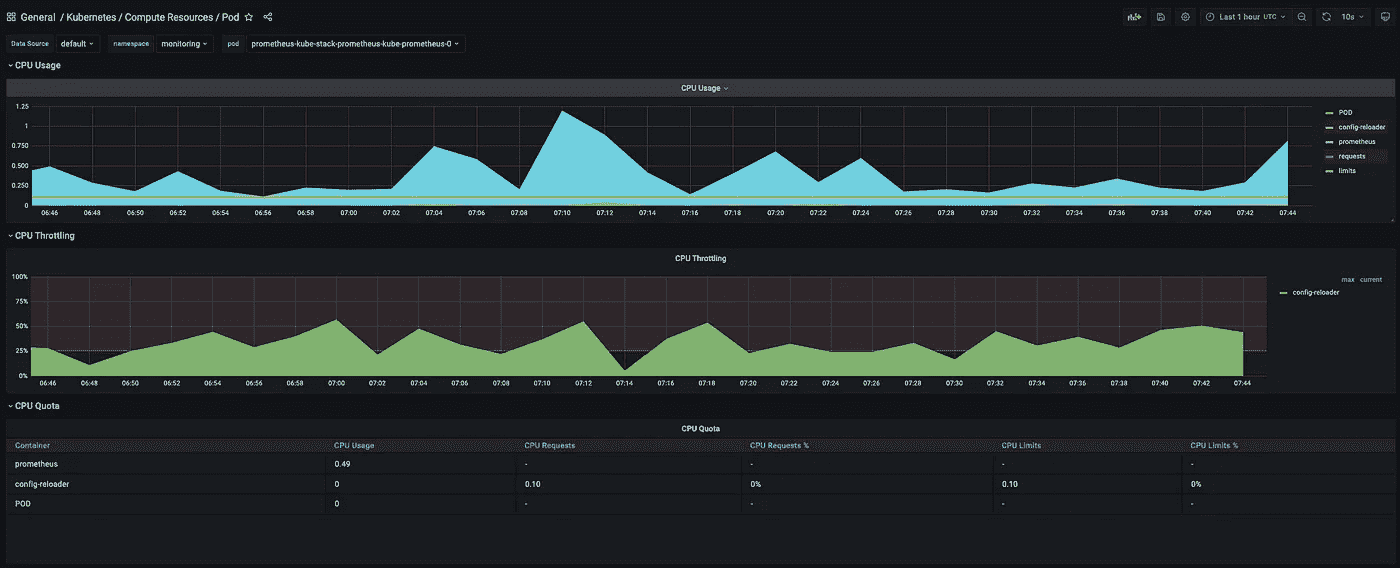 General / Kubernetes / Compute Resources / Pod Last 1 hour UTC 10s
Data Source default namespace monitoring pod prometheus-kube-stack-prometheus-kube-prometheus-0
CPU Usage
CPU Usage
1.25
1
0.750
0.500
0.250
0
06:46 06:48 06:50 06:52 06:54 06:56 06:58 07:00 07:02 07:04 07:06 07:08 07:10 07:12 07:14 07:16 07:18 07:20 07:22 07:24 07:26 07:28 07:30 07:32 07:34 07:36 07:38 07:40 07:42 07:44
POD
config-reloader
prometheus
requests
limits
CPU Throttling
CPU Throttling
100%
75%
50%
25%
0%
06:46 06:48 06:50 06:52 06:54 06:56 06:58 07:00 07:02 07:04 07:06 07:08 07:10 07:12 07:14 07:16 07:18 07:20 07:22 07:24 07:26 07:28 07:30 07:32 07:34 07:36 07:38 07:40 07:42 07:44
max current
config-reloader
CPU Quota
CPU Quota
Container CPU Usage CPU Requests CPU Requests % CPU Limits CPU Limits %
prometheus 0.49 - - - -
config-reloader 0 0.10 0% 0.10 0%
POD 0 - - - -